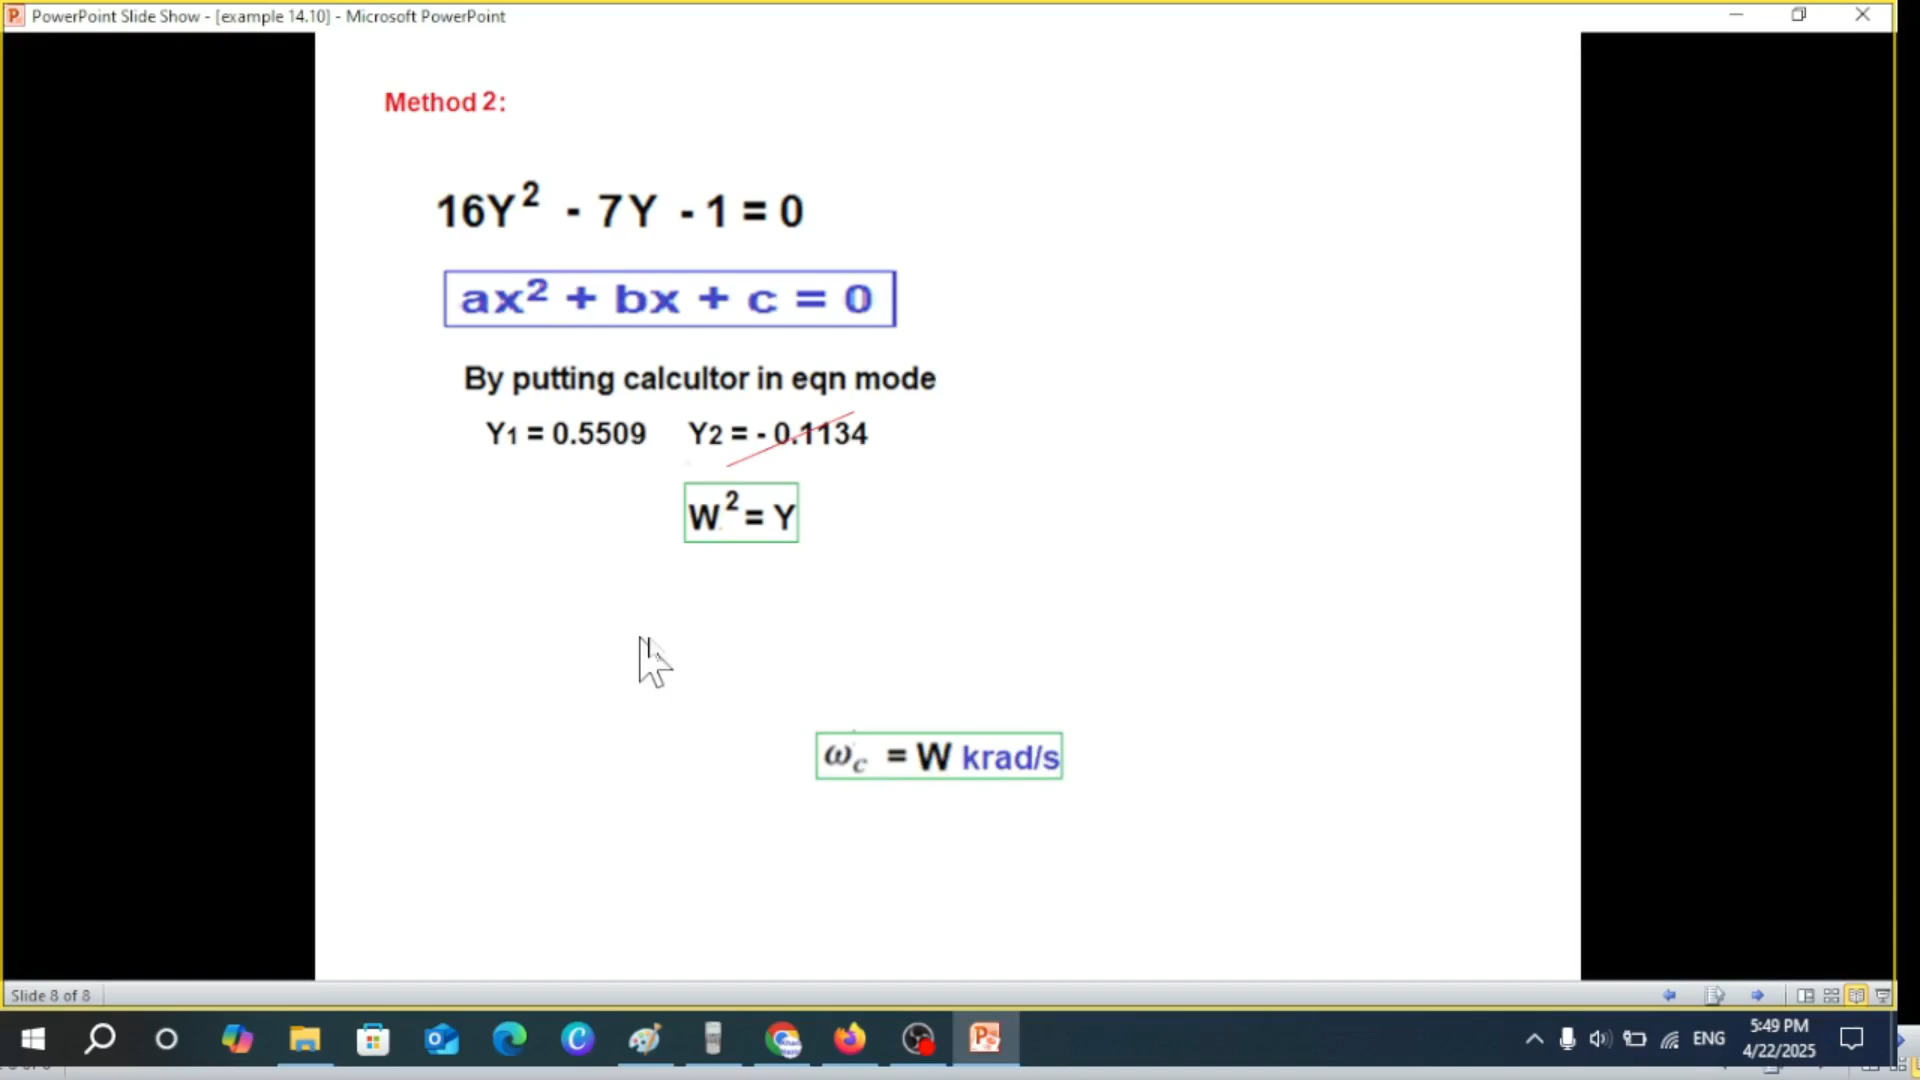 PowerPoint Slide Show - [example 14.10] - Microsoft PowerPoint
Method 2:
16Y² - 7Y - 1 = 0
ax² + bx + c = 0
By putting calcultor in eqn mode
Y1 = 0.5509 Y2 = - 0.1134
W² = Y
ω_c = W krad/s
Slide 8 of 8
ENG
5:49 PM
4/22/2025